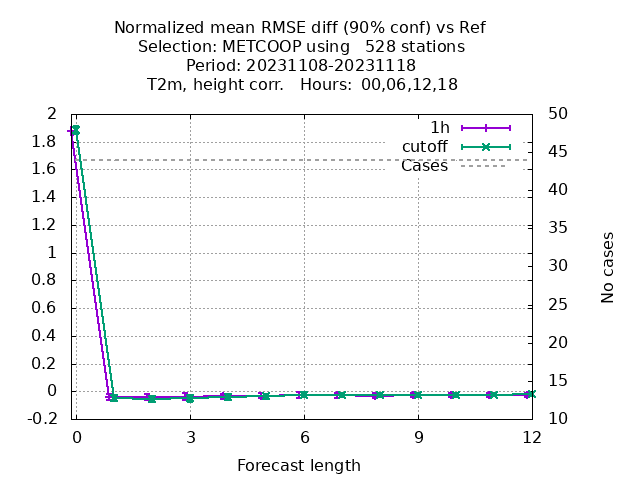 Normalized mean RMSE diff (90% conf) vs Ref
Selection: METCOOP using   528 stations
Period: 20231108-20231118
T2m, height corr.   Hours:  00,06,12,18
2
1.8
1.6
1.4
1.2
1
0.8
0.6
0.4
0.2
0
-0.2
1h
cutoff
Cases
50
45
40
35
30
25
20
15
10
No cases
0
3
6
9
12
Forecast length